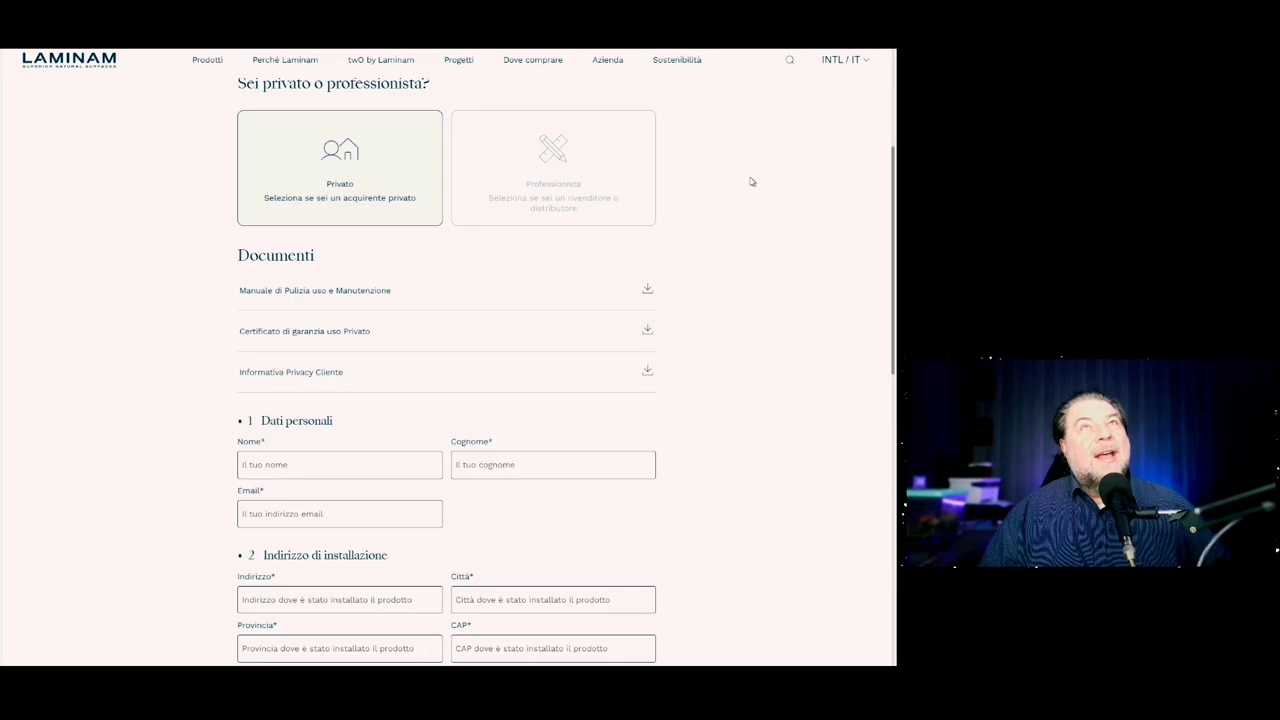 LAMINAM
SUPERIOR NATURAL SURFACES
Prodotti
Perché Laminam
twO by Laminam
Progetti
Dove comprare
Azienda
Sostenibilità
INTL / IT
Sei privato o professionista?
Privato
Seleziona se sei un acquirente privato
Professionista
Seleziona se sei un rivenditore o
distributore
Documenti
Manuale di Pulizia uso e Manutenzione
Certificato di garanzia uso Privato
Informativa Privacy Cliente
• 1 Dati personali
Nome*
Cognome*
Il tuo nome
Il tuo cognome
Email*
Il tuo indirizzo email
• 2 Indirizzo di installazione
Indirizzo*
Città*
Indirizzo dove è stato installato il prodotto
Città dove è stato installato il prodotto
Provincia*
CAP*
Provincia dove è stato installato il prodotto
CAP dove è stato installato il prodotto